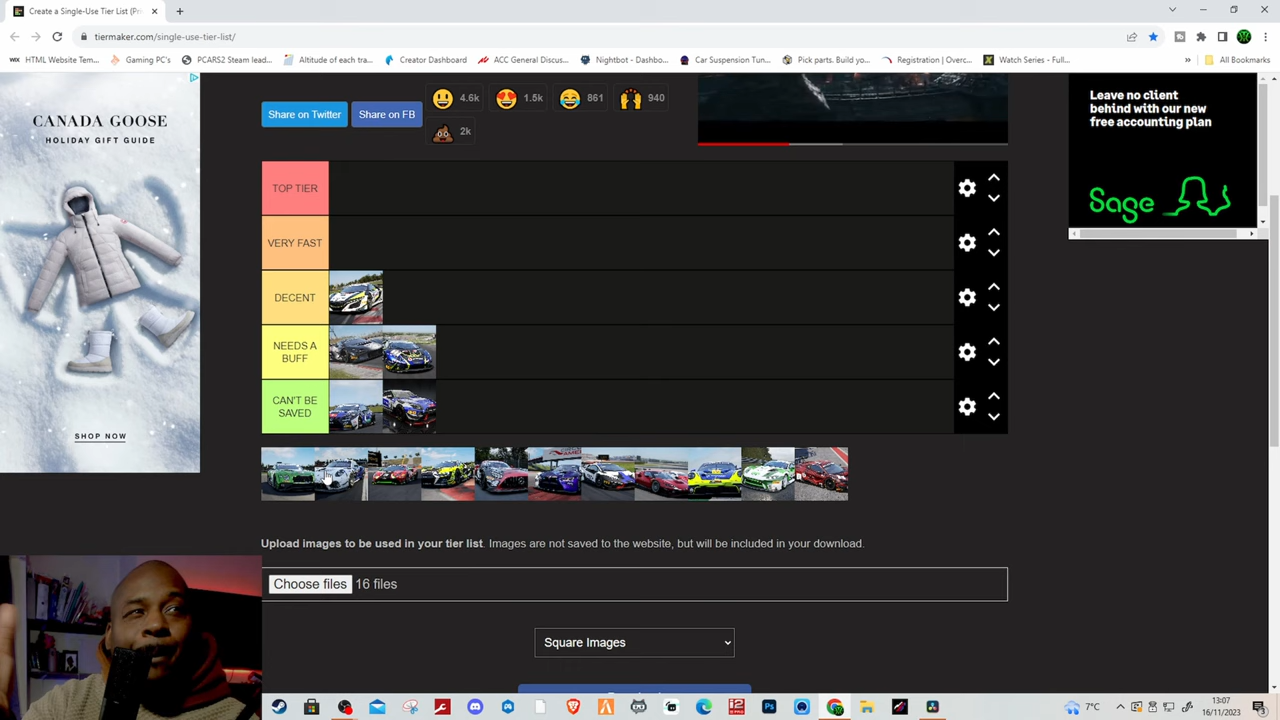 Create a Single-Use Tier List (Pr
tiermaker.com/single-use-tier-list/
HTML Website Tem...
Gaming PC's
PCARS2 Steam lead...
Altitude of each tra...
Creator Dashboard
ACC General Discus...
Nightbot - Dashbo...
Car Suspension Tun...
Pick parts. Build yo...
Registration | Overc...
Watch Series - Full...
»
All Bookmarks
CANADA GOOSE
HOLIDAY GIFT GUIDE
SHOP NOW
Share on Twitter
Share on FB
4.6k
1.5k
861
940
2k
Leave no client
behind with our new
free accounting plan
Sage
TOP TIER
VERY FAST
DECENT
NEEDS A
BUFF
CAN'T BE
SAVED
Upload images to be used in your tier list. Images are not saved to the website, but will be included in your download.
Choose files 16 files
Square Images
7°C
13:07
16/11/2023